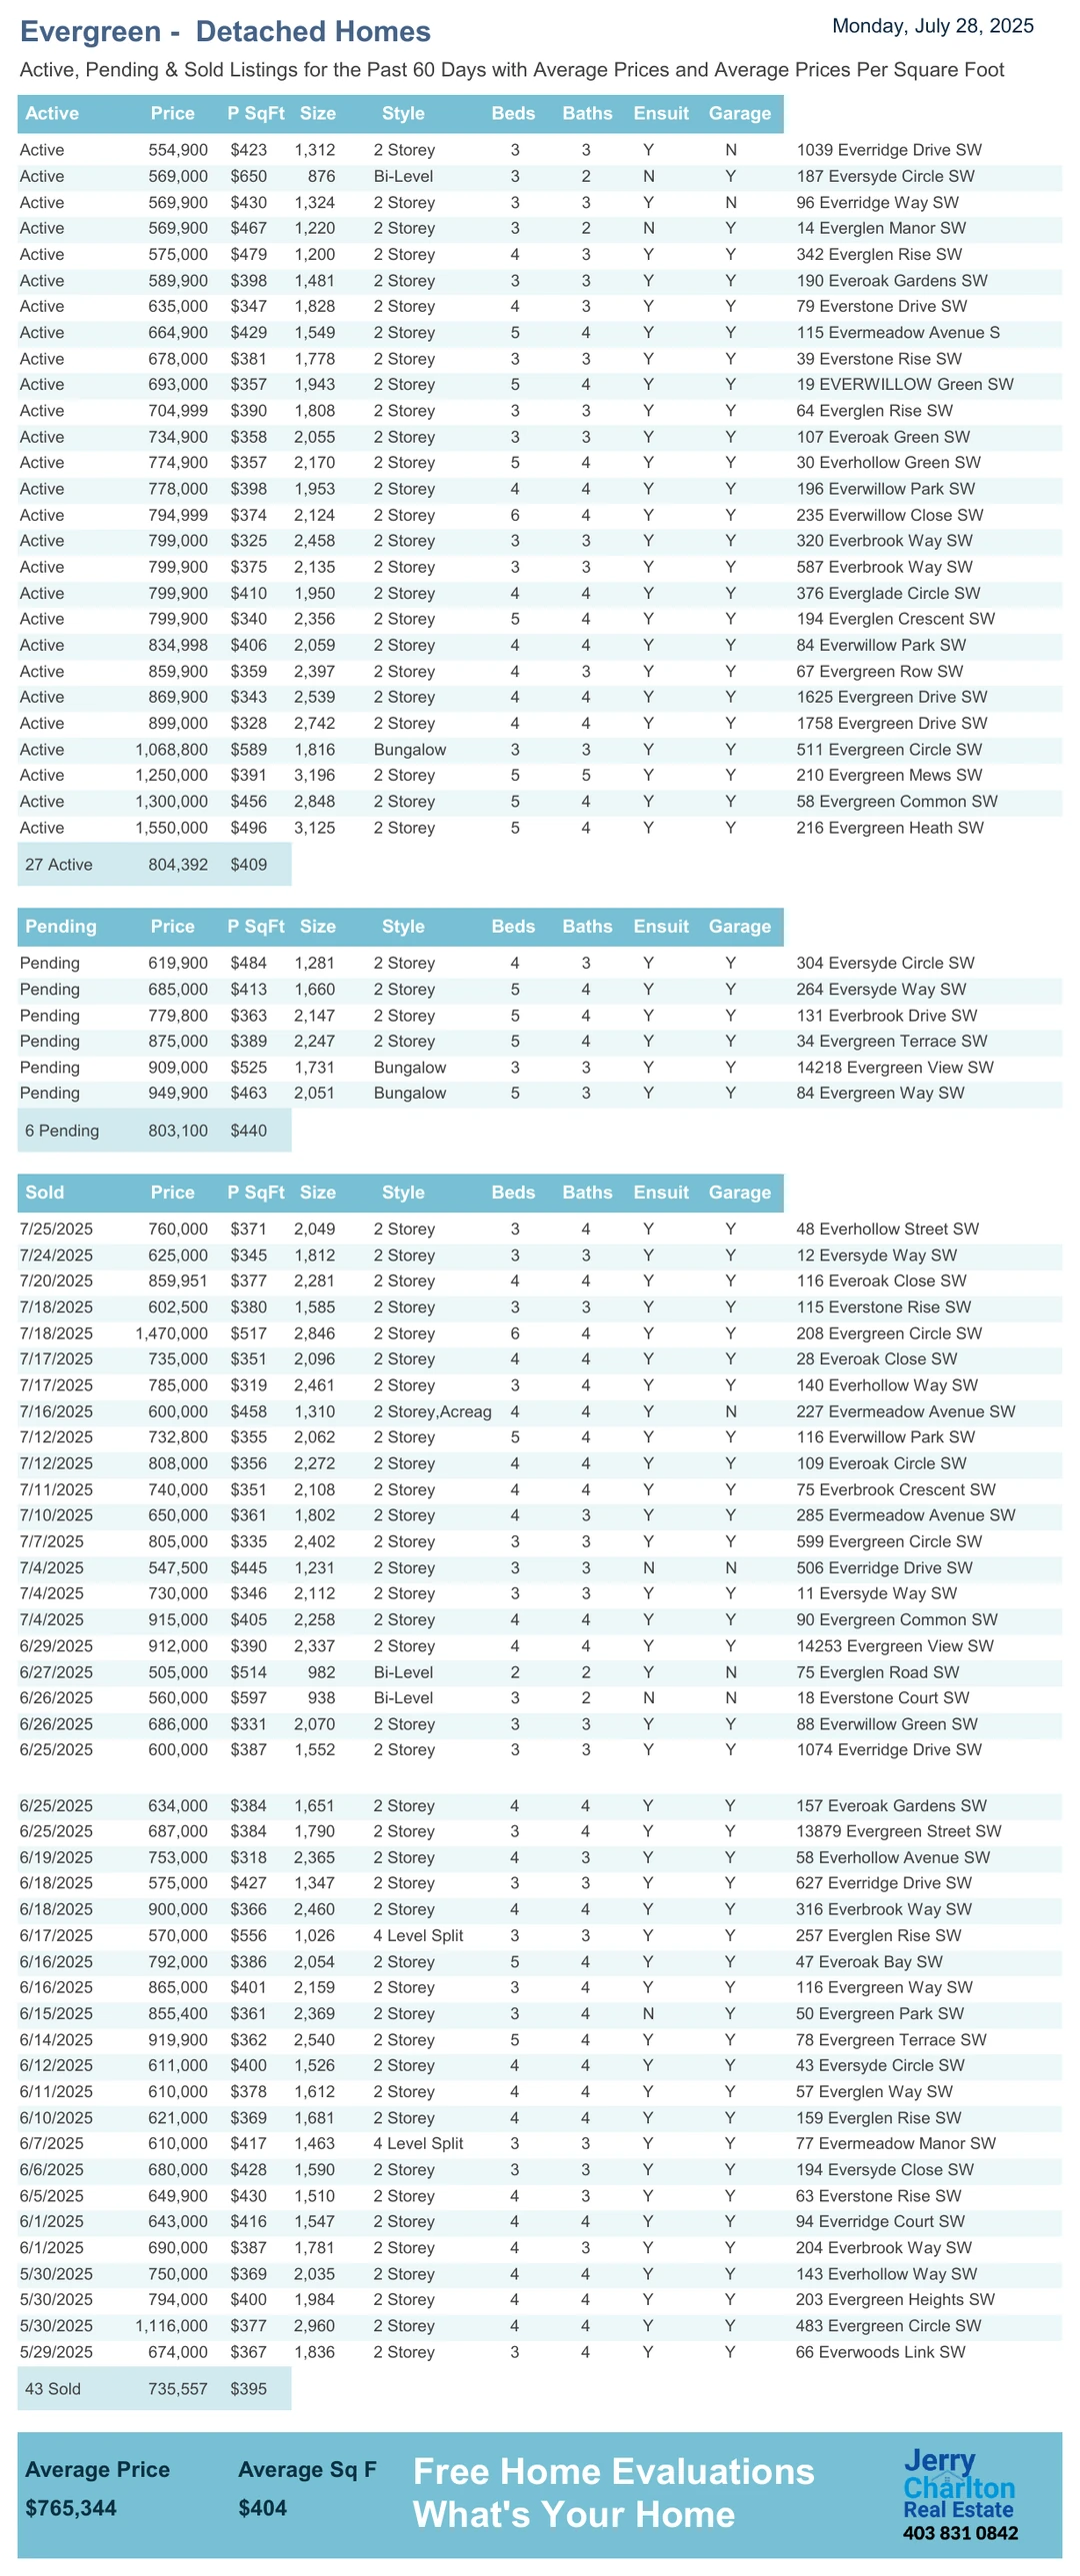 Evergreen - Detached Homes Monday, July 28, 2025
Active, Pending & Sold Listings for the Past 60 Days with Average Prices and Average Prices Per Square Foot
Active Price P SqFt Size Style Beds Baths Ensuit Garage
Active 554,900 $423 1,312 2 Storey 3 3 Y N 1039 Everridge Drive SW
Active 569,000 $650 876 Bi-Level 3 2 N Y 187 Eversyde Circle SW
Active 569,900 $430 1,324 2 Storey 3 3 Y N 96 Everridge Way SW
Active 569,900 $467 1,220 2 Storey 3 2 N Y 14 Everglen Manor SW
Active 575,000 $479 1,200 2 Storey 4 3 Y Y 342 Everglen Rise SW
Active 589,900 $398 1,481 2 Storey 3 3 Y Y 190 Everoak Gardens SW
Active 635,000 $347 1,828 2 Storey 4 3 Y Y 79 Everstone Drive SW
Active 664,900 $429 1,549 2 Storey 5 4 Y Y 115 Evermeadow Avenue S
Active 678,000 $381 1,778 2 Storey 3 3 Y Y 39 Everstone Rise SW
Active 693,000 $357 1,943 2 Storey 5 4 Y Y 19 EVERWILLOW Green SW
Active 704,999 $390 1,808 2 Storey 3 3 Y Y 64 Everglen Rise SW
Active 734,900 $358 2,055 2 Storey 3 3 Y Y 107 Everoak Green SW
Active 774,900 $357 2,170 2 Storey 5 4 Y Y 30 Everhollow Green SW
Active 778,000 $398 1,953 2 Storey 4 4 Y Y 196 Everwillow Park SW
Active 794,999 $374 2,124 2 Storey 6 4 Y Y 235 Everwillow Close SW
Active 799,000 $325 2,458 2 Storey 3 3 Y Y 320 Everbrook Way SW
Active 799,900 $375 2,135 2 Storey 3 3 Y Y 587 Everbrook Way SW
Active 799,900 $410 1,950 2 Storey 4 4 Y Y 376 Everglade Circle SW
Active 799,900 $340 2,356 2 Storey 5 4 Y Y 194 Everglen Crescent SW
Active 834,998 $406 2,059 2 Storey 4 4 Y Y 84 Everwillow Park SW
Active 859,900 $359 2,397 2 Storey 4 3 Y Y 67 Evergreen Row SW
Active 869,900 $343 2,539 2 Storey 4 4 Y Y 1625 Evergreen Drive SW
Active 899,000 $328 2,742 2 Storey 4 4 Y Y 1758 Evergreen Drive SW
Active 1,068,800 $589 1,816 Bungalow 3 3 Y Y 511 Evergreen Circle SW
Active 1,250,000 $391 3,196 2 Storey 5 5 Y Y 210 Evergreen Mews SW
Active 1,300,000 $456 2,848 2 Storey 5 4 Y Y 58 Evergreen Common SW
Active 1,550,000 $496 3,125 2 Storey 5 4 Y Y 216 Evergreen Heath SW
27 Active 804,392 $409
Pending Price P SqFt Size Style Beds Baths Ensuit Garage
Pending 619,900 $484 1,281 2 Storey 4 3 Y Y 304 Eversyde Circle SW
Pending 685,000 $413 1,660 2 Storey 5 4 Y Y 264 Eversyde Way SW
Pending 779,800 $363 2,147 2 Storey 5 4 Y Y 131 Everbrook Drive SW
Pending 875,000 $389 2,247 2 Storey 5 4 Y Y 34 Evergreen Terrace SW
Pending 909,000 $525 1,731 Bungalow 3 3 Y Y 14218 Evergreen View SW
Pending 949,900 $463 2,051 Bungalow 5 3 Y Y 84 Evergreen Way SW
6 Pending 803,100 $440
Sold Price P SqFt Size Style Beds Baths Ensuit Garage
7/25/2025 760,000 $371 2,049 2 Storey 3 4 Y Y 48 Everhollow Street SW
7/24/2025 625,000 $345 1,812 2 Storey 3 3 Y Y 12 Eversyde Way SW
7/20/2025 859,951 $377 2,281 2 Storey 4 4 Y Y 116 Everoak Close SW
7/18/2025 602,500 $380 1,585 2 Storey 3 3 Y Y 115 Everstone Rise SW
7/18/2025 1,470,000 $517 2,846 2 Storey 6 4 Y Y 208 Evergreen Circle SW
7/17/2025 735,000 $351 2,096 2 Storey 4 4 Y Y 28 Everoak Close SW
7/17/2025 785,000 $319 2,461 2 Storey 3 4 Y Y 140 Everhollow Way SW
7/16/2025 600,000 $458 1,310 2 Storey,Acreag 4 4 Y N 227 Evermeadow Avenue SW
7/12/2025 732,800 $355 2,062 2 Storey 5 4 Y Y 116 Everwillow Park SW
7/12/2025 808,000 $356 2,272 2 Storey 4 4 Y Y 109 Everoak Circle SW
7/11/2025 740,000 $351 2,108 2 Storey 4 4 Y Y 75 Everbrook Crescent SW
7/10/2025 650,000 $361 1,802 2 Storey 4 3 Y Y 285 Evermeadow Avenue SW
7/7/2025 805,000 $335 2,402 2 Storey 3 3 Y Y 599 Evergreen Circle SW
7/4/2025 547,500 $445 1,231 2 Storey 3 3 N N 506 Everridge Drive SW
7/4/2025 730,000 $346 2,112 2 Storey 3 3 Y Y 11 Eversyde Way SW
7/4/2025 915,000 $405 2,258 2 Storey 4 4 Y Y 90 Evergreen Common SW
6/29/2025 912,000 $390 2,337 2 Storey 4 4 Y Y 14253 Evergreen View SW
6/27/2025 505,000 $514 982 Bi-Level 2 2 Y N 75 Everglen Road SW
6/26/2025 560,000 $597 938 Bi-Level 3 2 N N 18 Everstone Court SW
6/26/2025 686,000 $331 2,070 2 Storey 3 3 Y Y 88 Everwillow Green SW
6/25/2025 600,000 $387 1,552 2 Storey 3 3 Y Y 1074 Everridge Drive SW
6/25/2025 634,000 $384 1,651 2 Storey 4 4 Y Y 157 Everoak Gardens SW
6/25/2025 687,000 $384 1,790 2 Storey 3 4 Y Y 13879 Evergreen Street SW
6/19/2025 753,000 $318 2,365 2 Storey 4 3 Y Y 58 Everhollow Avenue SW
6/18/2025 575,000 $427 1,347 2 Storey 3 3 Y Y 627 Everridge Drive SW
6/18/2025 900,000 $366 2,460 2 Storey 4 4 Y Y 316 Everbrook Way SW
6/17/2025 570,000 $556 1,026 4 Level Split 3 3 Y Y 257 Everglen Rise SW
6/16/2025 792,000 $386 2,054 2 Storey 5 4 Y Y 47 Everoak Bay SW
6/16/2025 865,000 $401 2,159 2 Storey 3 4 Y Y 116 Evergreen Way SW
6/15/2025 855,400 $361 2,369 2 Storey 3 4 N Y 50 Evergreen Park SW
6/14/2025 919,900 $362 2,540 2 Storey 5 4 Y Y 78 Evergreen Terrace SW
6/12/2025 611,000 $400 1,526 2 Storey 4 4 Y Y 43 Eversyde Circle SW
6/11/2025 610,000 $378 1,612 2 Storey 4 4 Y Y 57 Everglen Way SW
6/10/2025 621,000 $369 1,681 2 Storey 4 4 Y Y 159 Everglen Rise SW
6/7/2025 610,000 $417 1,463 4 Level Split 3 3 Y Y 77 Evermeadow Manor SW
6/6/2025 680,000 $428 1,590 2 Storey 3 3 Y Y 194 Eversyde Close SW
6/5/2025 649,900 $430 1,510 2 Storey 4 3 Y Y 63 Everstone Rise SW
6/1/2025 643,000 $416 1,547 2 Storey 4 4 Y Y 94 Everridge Court SW
6/1/2025 690,000 $387 1,781 2 Storey 4 3 Y Y 204 Everbrook Way SW
5/30/2025 750,000 $369 2,035 2 Storey 4 4 Y Y 143 Everhollow Way SW
5/30/2025 794,000 $400 1,984 2 Storey 4 4 Y Y 203 Evergreen Heights SW
5/30/2025 1,116,000 $377 2,960 2 Storey 4 4 Y Y 483 Evergreen Circle SW
5/29/2025 674,000 $367 1,836 2 Storey 3 4 Y Y 66 Everwoods Link SW
43 Sold 735,557 $395
Average Price Average Sq F
$765,344 $404
Free Home Evaluations
What's Your Home
Jerry
Charlton
Real Estate
403 831 0842